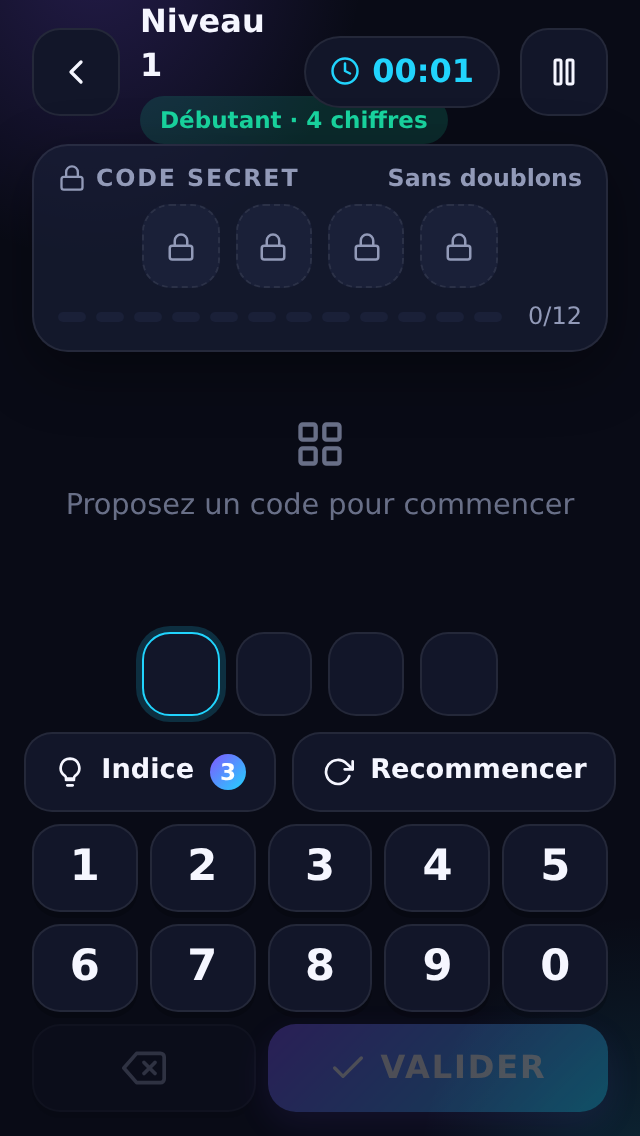 Niveau
1
00:01
Débutant · 4 chiffres
CODE SECRET
Sans doublons
0/12
Proposez un code pour commencer
Indice 3
Recommencer
1 2 3 4 5
6 7 8 9 0
VALIDER